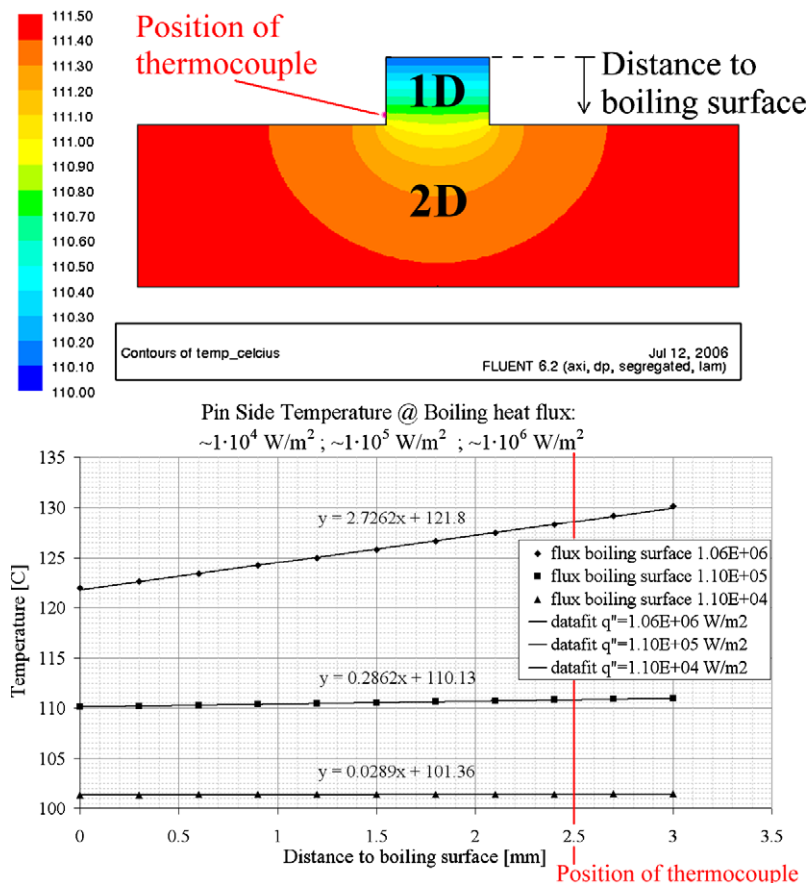 111.50
111.40
111.30
111.20
111.10
111.00
110.90
110.80
110.70
110.60
110.50
110.40
110.30
110.20
110.10
110.00
Position of
thermocouple
1D
2D
Distance to
boiling surface
Contours of temp_celcius
Jul 12, 2006
FLUENT 6.2 (axi, dp, segregated, lam)
Pin Side Temperature @ Boiling heat flux:
~1·10⁴ W/m² ; ~1·10⁵ W/m² ; ~1·10⁶ W/m²
Temperature [C]
135
130
125
120
115
110
105
100
y = 2.7262x + 121.8
y = 0.2862x + 110.13
y = 0.0289x + 101.36
flux boiling surface 1.06E+06
flux boiling surface 1.10E+05
flux boiling surface 1.10E+04
datafit q"=1.06E+06 W/m2
datafit q"=1.10E+05 W/m2
datafit q"=1.10E+04 W/m2
0 0.5 1 1.5 2 2.5 3 3.5
Distance to boiling surface [mm]
Position of thermocouple